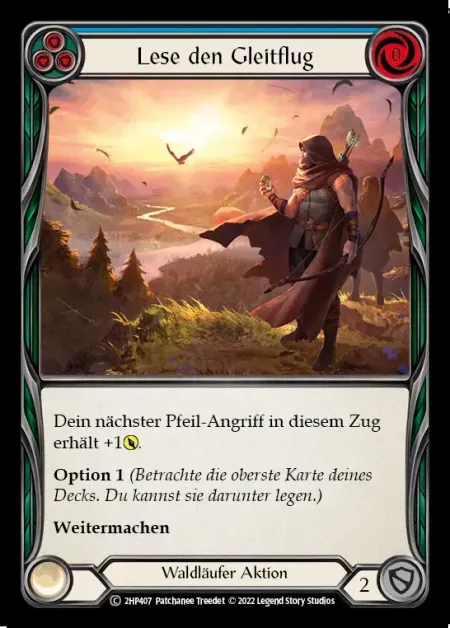 Lese den Gleitflug
0
Dein nächster Pfeil-Angriff in diesem Zug
erhält +1.
Option 1 (Betrachte die oberste Karte deines
Decks. Du kannst sie darunter legen.)
Weitermachen
Waldläufer Aktion
2
C 2HP407 Patchanee Treedet © 2022 Legend Story Studios